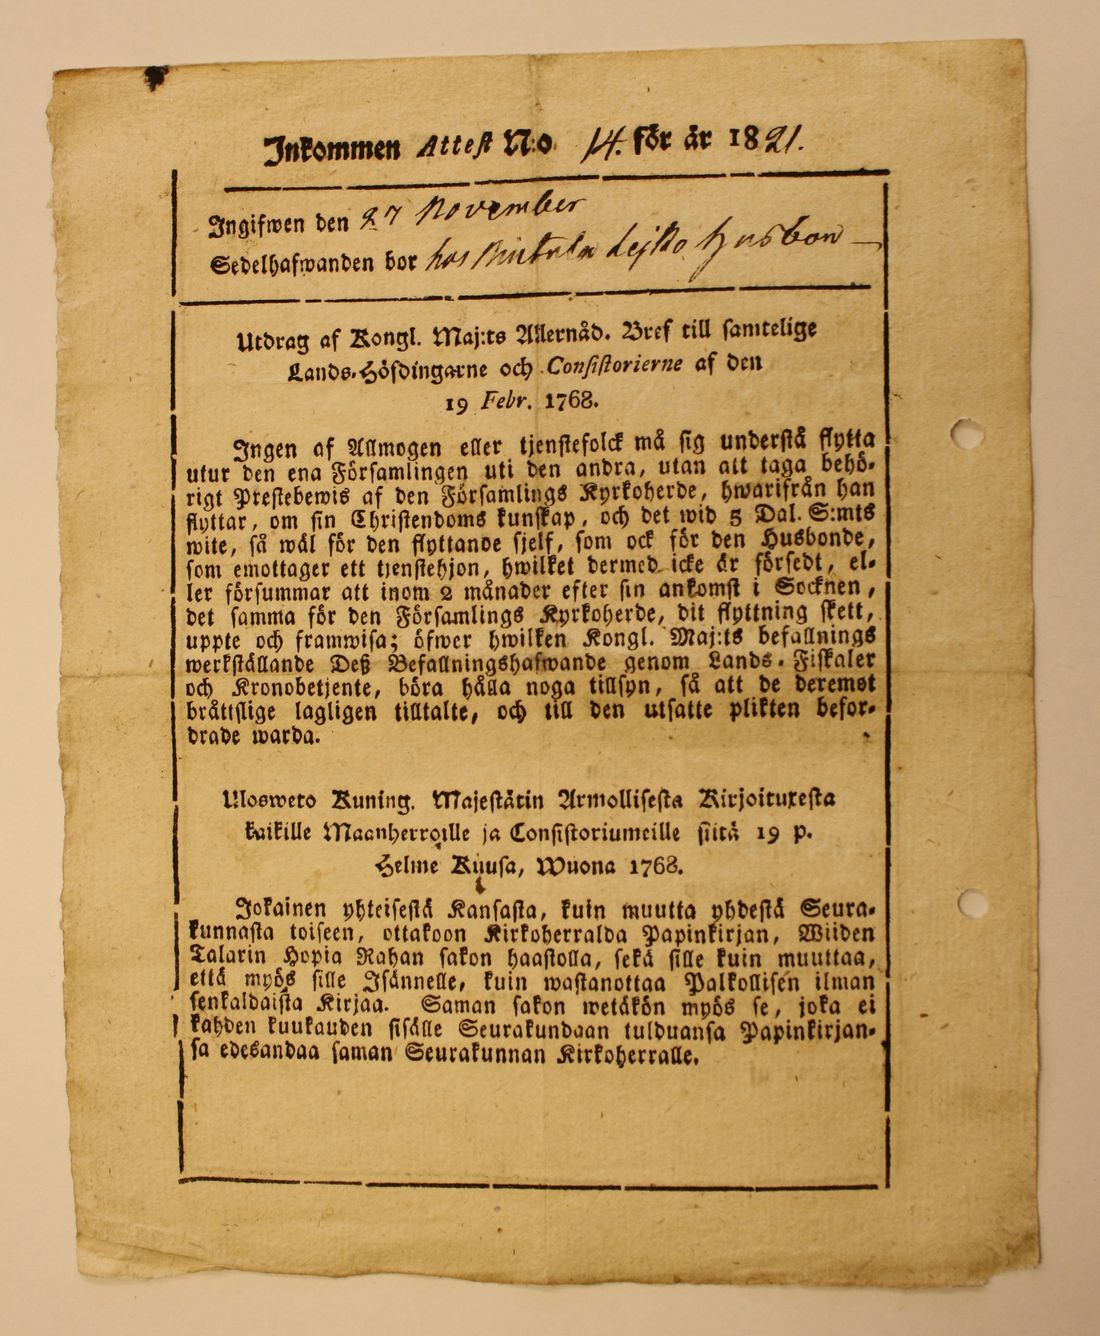 Inkommen Attest N:o 14. för år 1821.
Ingifwen den 27 November
Sedelhafwanden bor hos
Utdrag af Kongl. Maj:ts Allernåd. Bref till samtelige
Lands-Höfdingarne och Consistorierne af den
19 Febr. 1768.
Ingen af Allmogen eller tjenstefolck må sig understå flytta
utur den ena Församlingen uti den andra, utan att taga behö-
rigt Prestebewis af den Församlings Kyrkoherde, hwarifrån han
flyttar, om sin Christendoms kunskap, och det wid 5 Dal. S:mts
wite, så wäl för den flyttande sjelf, som ock för den Husbonde,
som emottager ett tjenstehjon, hwilket dermed icke är försedt, el-
ler försummar att inom 2 månader efter sin ankomst i Socknen,
det samma för den Församlings Kyrkoherde, dit flyttning skett,
uppte och framwisa; öfwer hwilken Kongl. Maj:ts befallnings
werkställande Deß Befallningshafwande genom Lands-Fiskaler
och Kronobetjente, böra hålla noga tillsyn, så att de deremot
bråttslige lagligen tilltalte, och till den utsatte plikten befor-
drade warda.
Ulosweto Kuning. Majestätin Armollisesta Kirjoituxesta
kaikille Maanherroille ja Consistoriumeille siitä 19 p.
Helme Kuusa, Wuona 1768.
Jokainen yhteisestä Kansasta, kuin muutta yhdestä Seura-
kunnasta toiseen, ottakoon Kirkoherralda Papinkirjan, Wiiden
Talarin Hopia Rahan sakon haastolla, sekä sille kuin muuttaa,
että myös sille Isännelle, kuin wastanottaa Palkollisen ilman
senkaldaista Kirjaa. Saman sakon wetäkön myös se, joka ei
kahden kuukauden sisälle Seurakundaan tulduansa Papinkirjan-
sa edesandaa saman Seurakunnan Kirkoherralle.